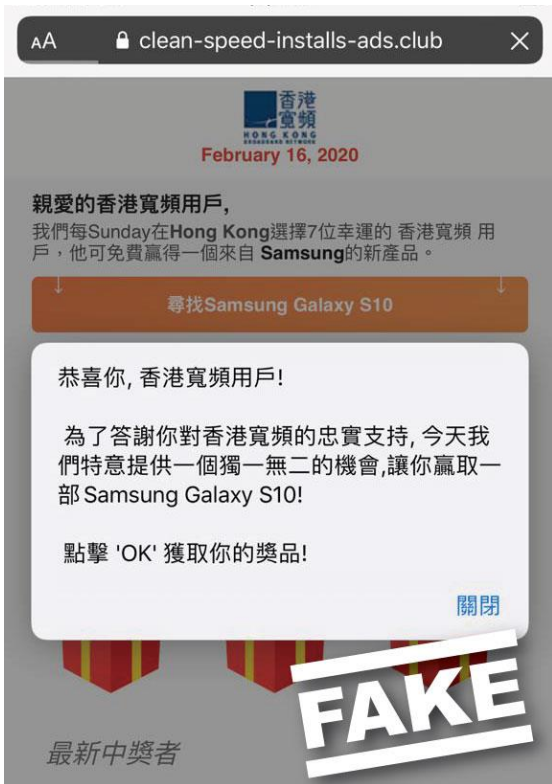 AA clean-speed-installs-ads.club ×
香港
寬頻
HONG KONG
BROADBAND NETWORK
February 16, 2020
親愛的香港寬頻用戶,
我們每Sunday在Hong Kong選擇7位幸運的 香港寬頻 用
戶，他可免費贏得一個來自 Samsung的新產品。
↓ 尋找Samsung Galaxy S10 ↓
恭喜你, 香港寬頻用戶!
為了答謝你對香港寬頻的忠實支持, 今天我
們特意提供一個獨一無二的機會,讓你贏取一
部 Samsung Galaxy S10!
點擊 'OK' 獲取你的獎品!
關閉
FAKE
最新中獎者